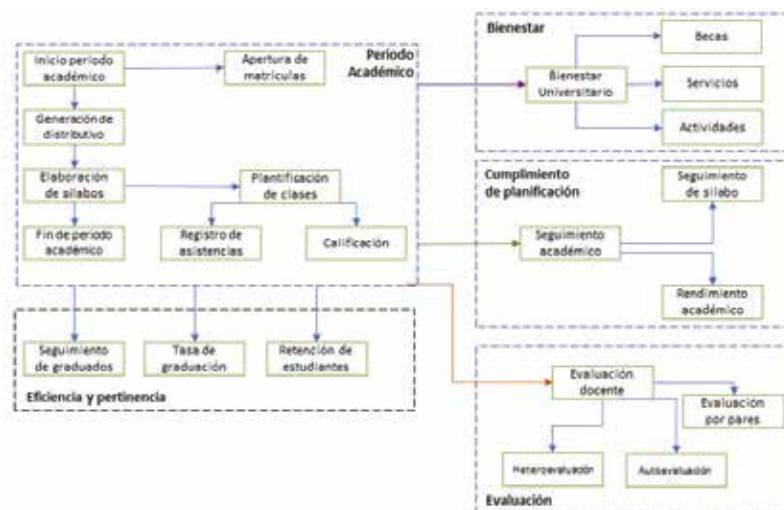 Periodo
Académico
Inicio periodo
académico
Apertura de
matrículas
Generación de
distributivo
Elaboración
de sílabos
Plantificación
de clases
Fin de periodo
académico
Registro de
asistencias
Calificación
Seguimiento
de graduados
Tasa de
graduación
Retención de
estudiantes
Eficiencia y pertinencia
Bienestar
Bienestar
Universitario
Becas
Servicios
Actividades
Cumplimiento
de planificación
Seguimiento
de sílabo
Seguimiento
académico
Rendimiento
académico
Evaluación
docente
Evaluación
por pares
Heteroevaluación
Autoevaluación
Evaluación